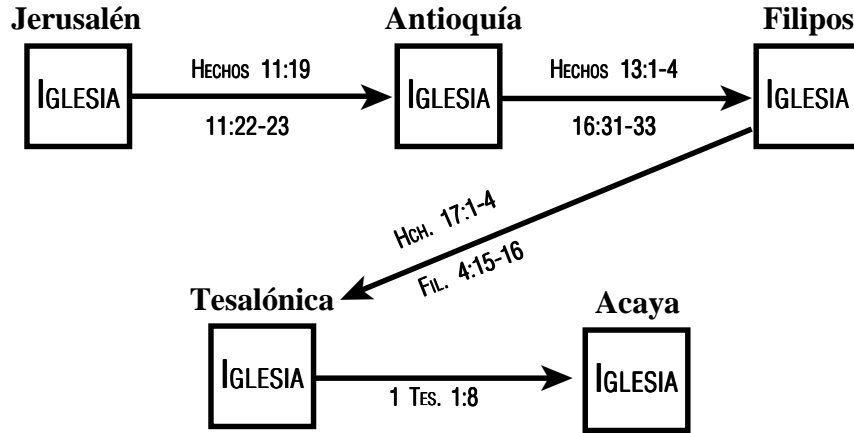 Jerusalén
Antioquía
Filipos
IGLESIA
HECHOS 11:19
11:22-23
IGLESIA
HECHOS 13:1-4
16:31-33
IGLESIA
HCH. 17:1-4
FIL. 4:15-16
Tesalónica
Acaya
IGLESIA
1 TES. 1:8
IGLESIA